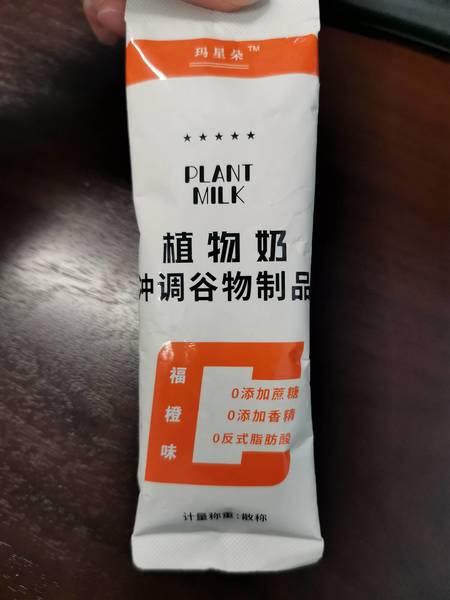 玛星朵™
★★★★★
PLANT
MILK
植物奶
冲调谷物制品
福橙味
0添加蔗糖
0添加香精
0反式脂肪酸
计量称重:散称